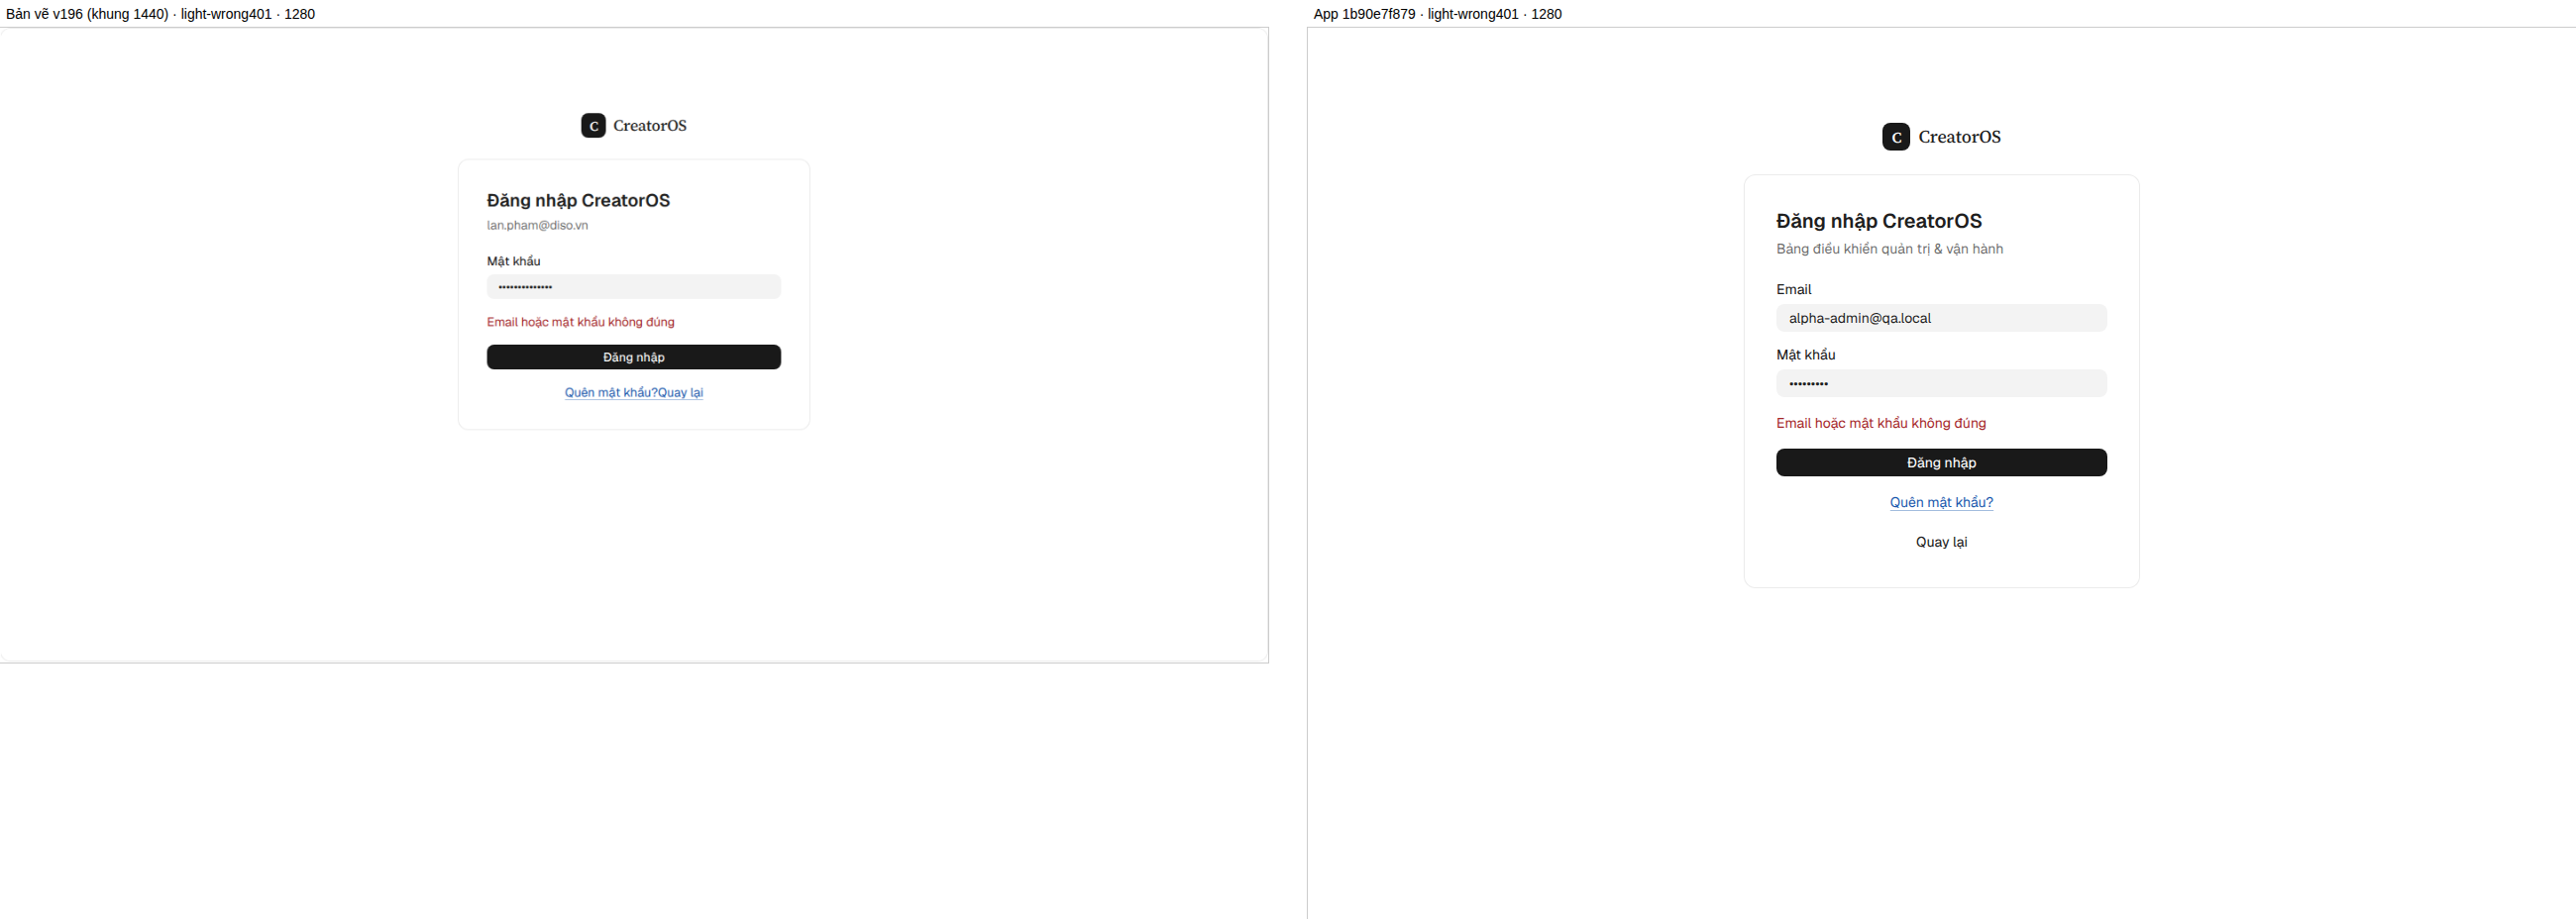 Bản vẽ v196 (khung 1440) · light-wrong401 · 1280
C CreatorOS
Đăng nhập CreatorOS
lan.pham@diso.vn
Mật khẩu
••••••••••••••
Email hoặc mật khẩu không đúng
Đăng nhập
Quên mật khẩu?Quay lại
App 1b90e7f879 · light-wrong401 · 1280
C CreatorOS
Đăng nhập CreatorOS
Bảng điều khiển quản trị & vận hành
Email
alpha-admin@qa.local
Mật khẩu
•••••••••
Email hoặc mật khẩu không đúng
Đăng nhập
Quên mật khẩu?
Quay lại